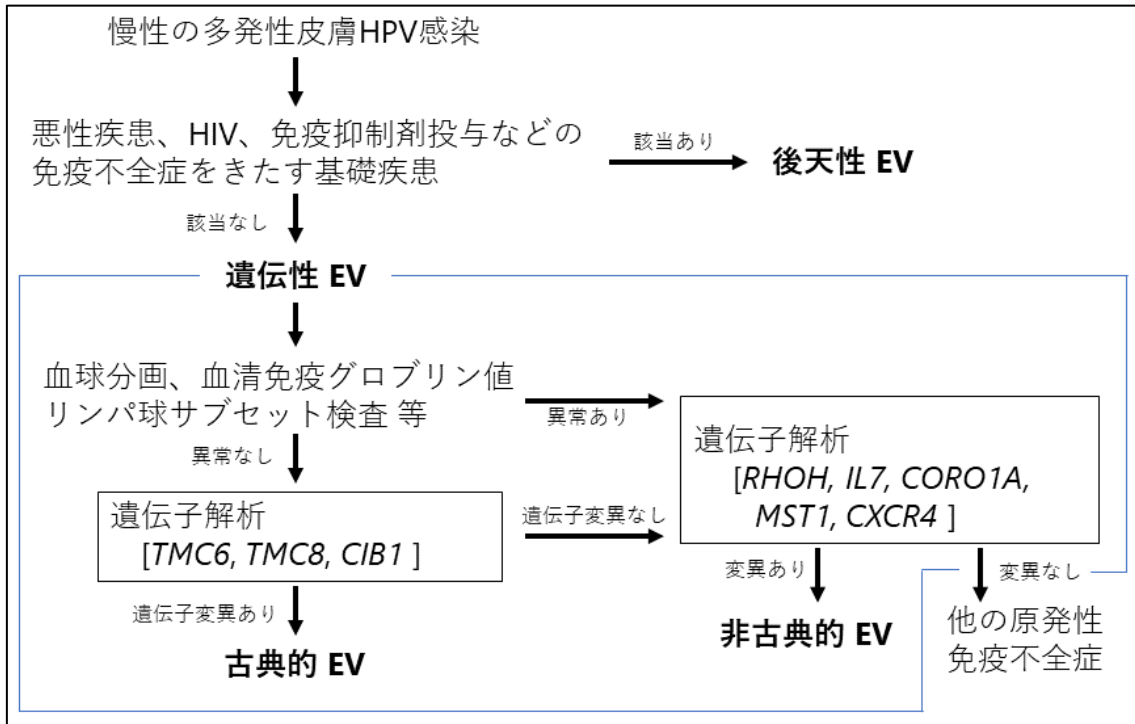 慢性の多発性皮膚HPV感染
悪性疾患、HIV、免疫抑制剤投与などの
免疫不全症をきたす基礎疾患
該当あり
後天性 EV
該当なし
遺伝性 EV
血球分画、血清免疫グロブリン値
リンパ球サブセット検査 等
異常あり
異常なし
遺伝子解析
[RHOH, IL7, CORO1A,
MST1, CXCR4 ]
遺伝子解析
[TMC6, TMC8, CIB1 ]
遺伝子変異なし
遺伝子変異あり
古典的 EV
変異あり
非古典的 EV
変異なし
他の原発性
免疫不全症